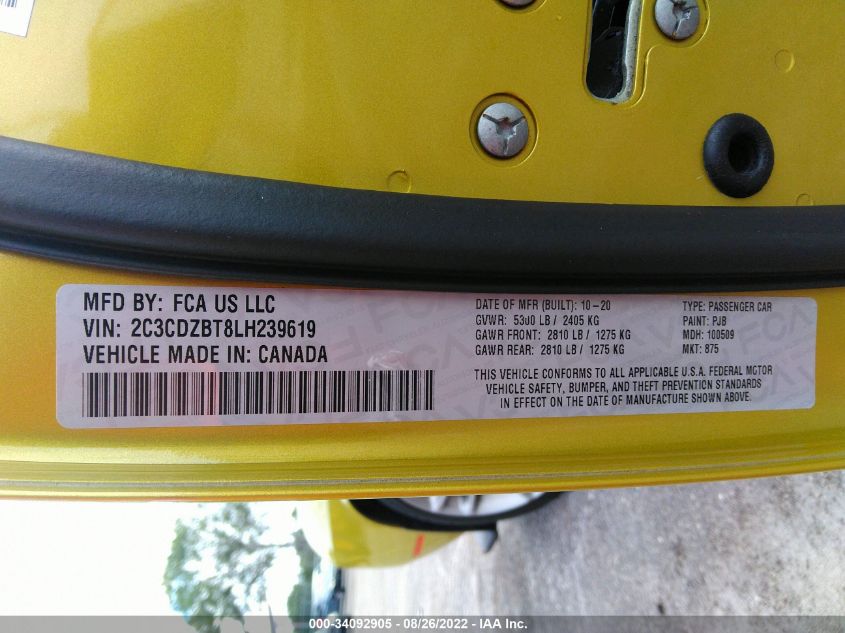 MFD BY: FCA US LLC
VIN: 2C3CDZBT8LH239619
VEHICLE MADE IN: CANADA
DATE OF MFR (BUILT): 10-20
GVWR: 5300 LB / 2405 KG
GAWR FRONT: 2810 LB / 1275 KG
GAWR REAR: 2810 LB / 1275 KG
TYPE: PASSENGER CAR
PAINT: PJB
MDH: 100509
MKT: 875
THIS VEHICLE CONFORMS TO ALL APPLICABLE U.S.A. FEDERAL MOTOR
VEHICLE SAFETY, BUMPER, AND THEFT PREVENTION STANDARDS
IN EFFECT ON THE DATE OF MANUFACTURE SHOWN ABOVE.
000-34092905 - 08/26/2022 - IAA Inc.